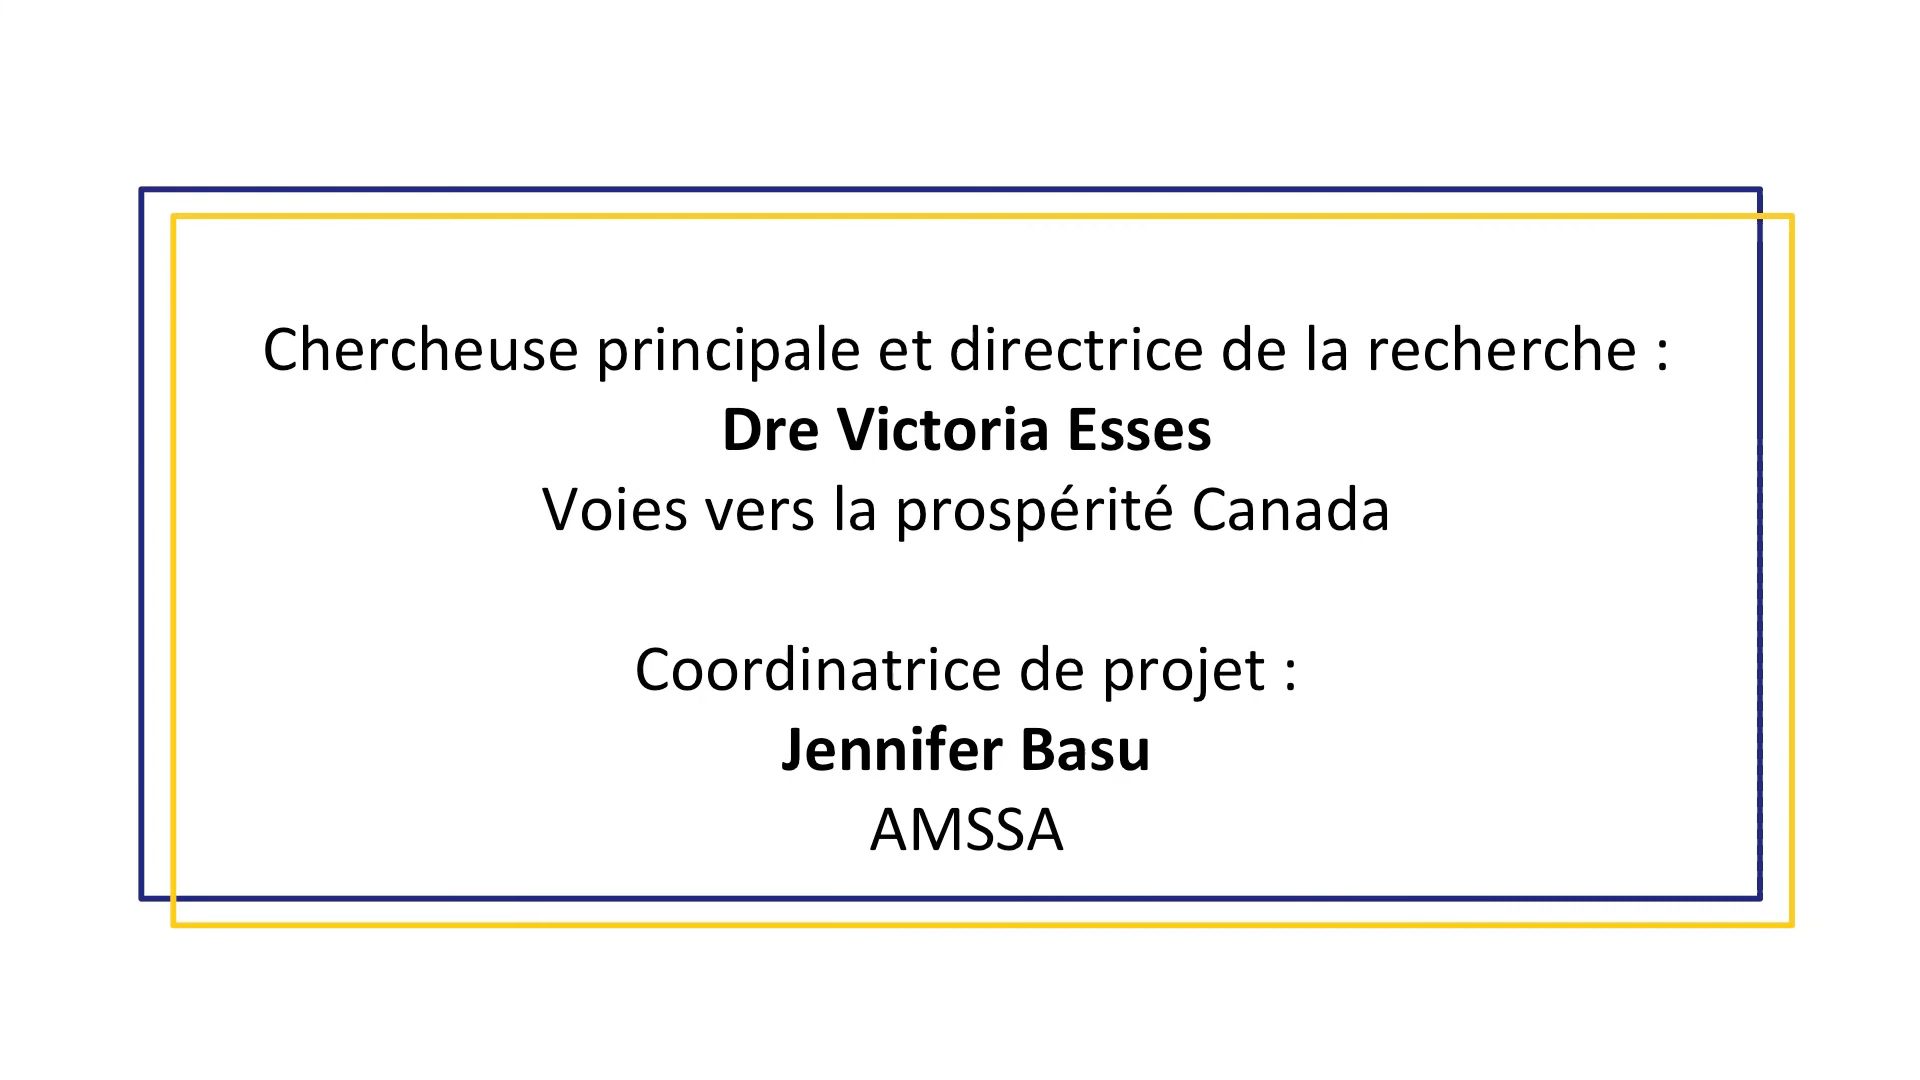 Chercheuse principale et directrice de la recherche :
Dre Victoria Esses
Voies vers la prospérité Canada
Coordinatrice de projet :
Jennifer Basu
AMSSA